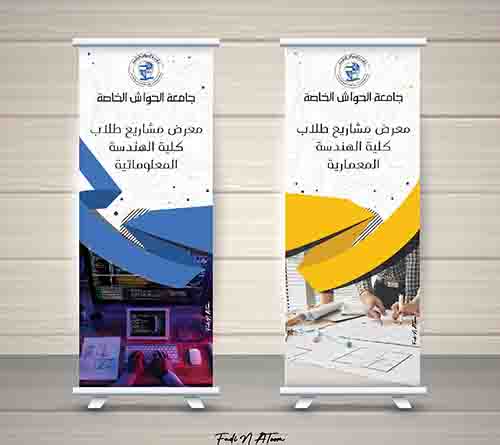 جامعة الحواش الخاصة
معرض مشاريع طلاب
كلية الهندسة
المعلوماتية
جامعة الحواش الخاصة
معرض مشاريع طلاب
كلية الهندسة
المعمارية
Fadi N ATeen